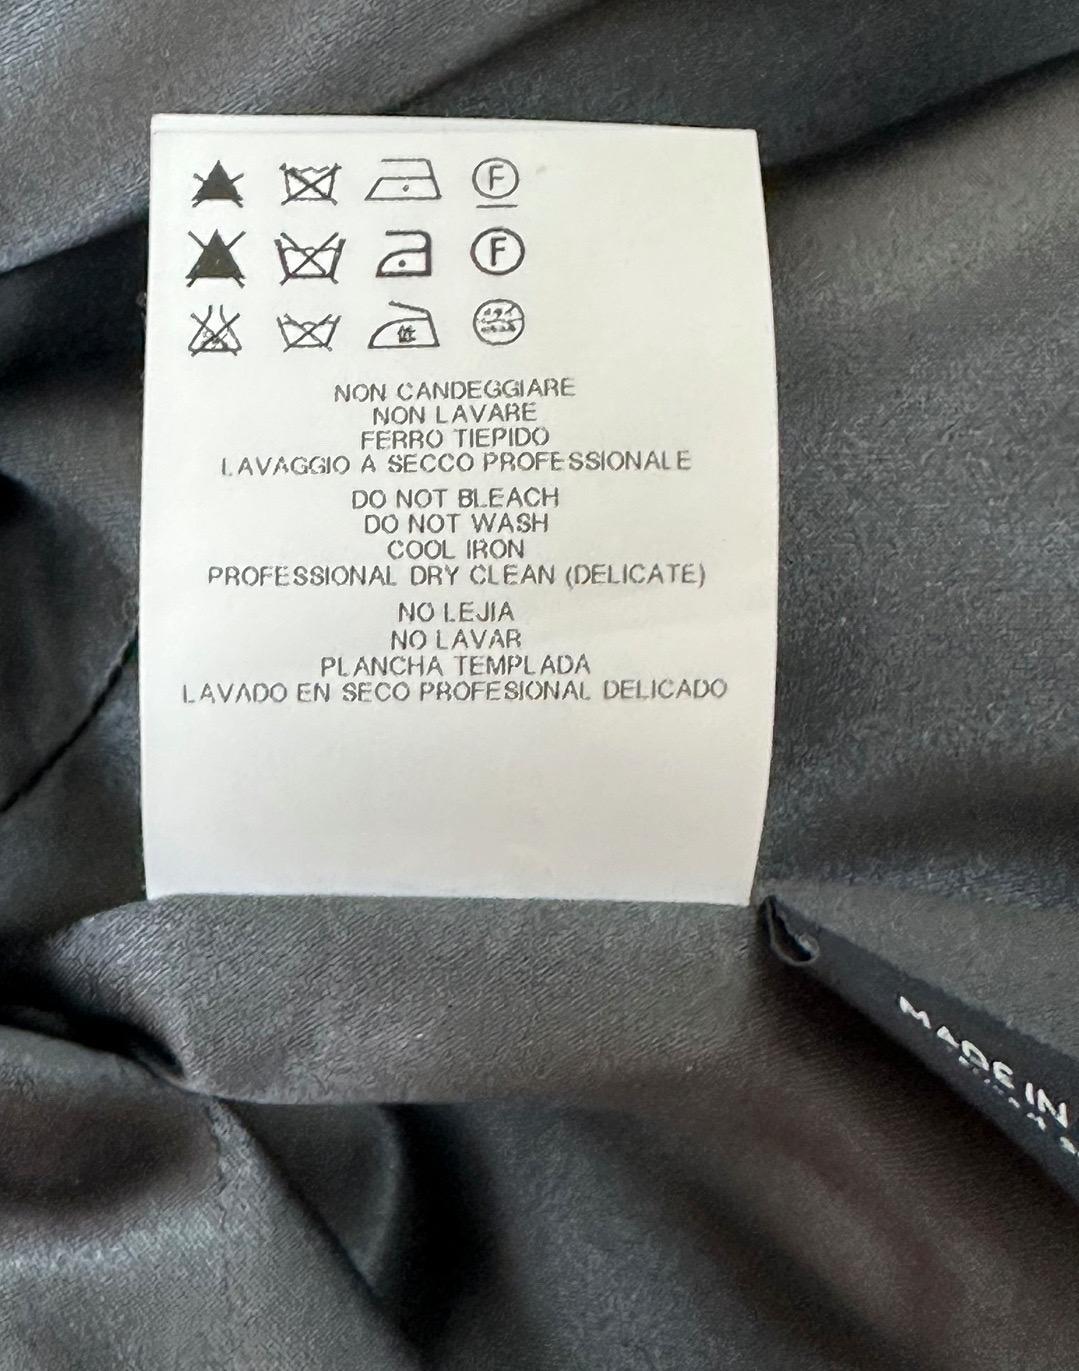 F
F
低
NON CANDEGGIARE
NON LAVARE
FERRO TIEPIDO
LAVAGGIO A SECCO PROFESSIONALE
DO NOT BLEACH
DO NOT WASH
COOL IRON
PROFESSIONAL DRY CLEAN (DELICATE)
NO LEJIA
NO LAVAR
PLANCHA TEMPLADA
LAVADO EN SECO PROFESIONAL DELICADO
MADE IN